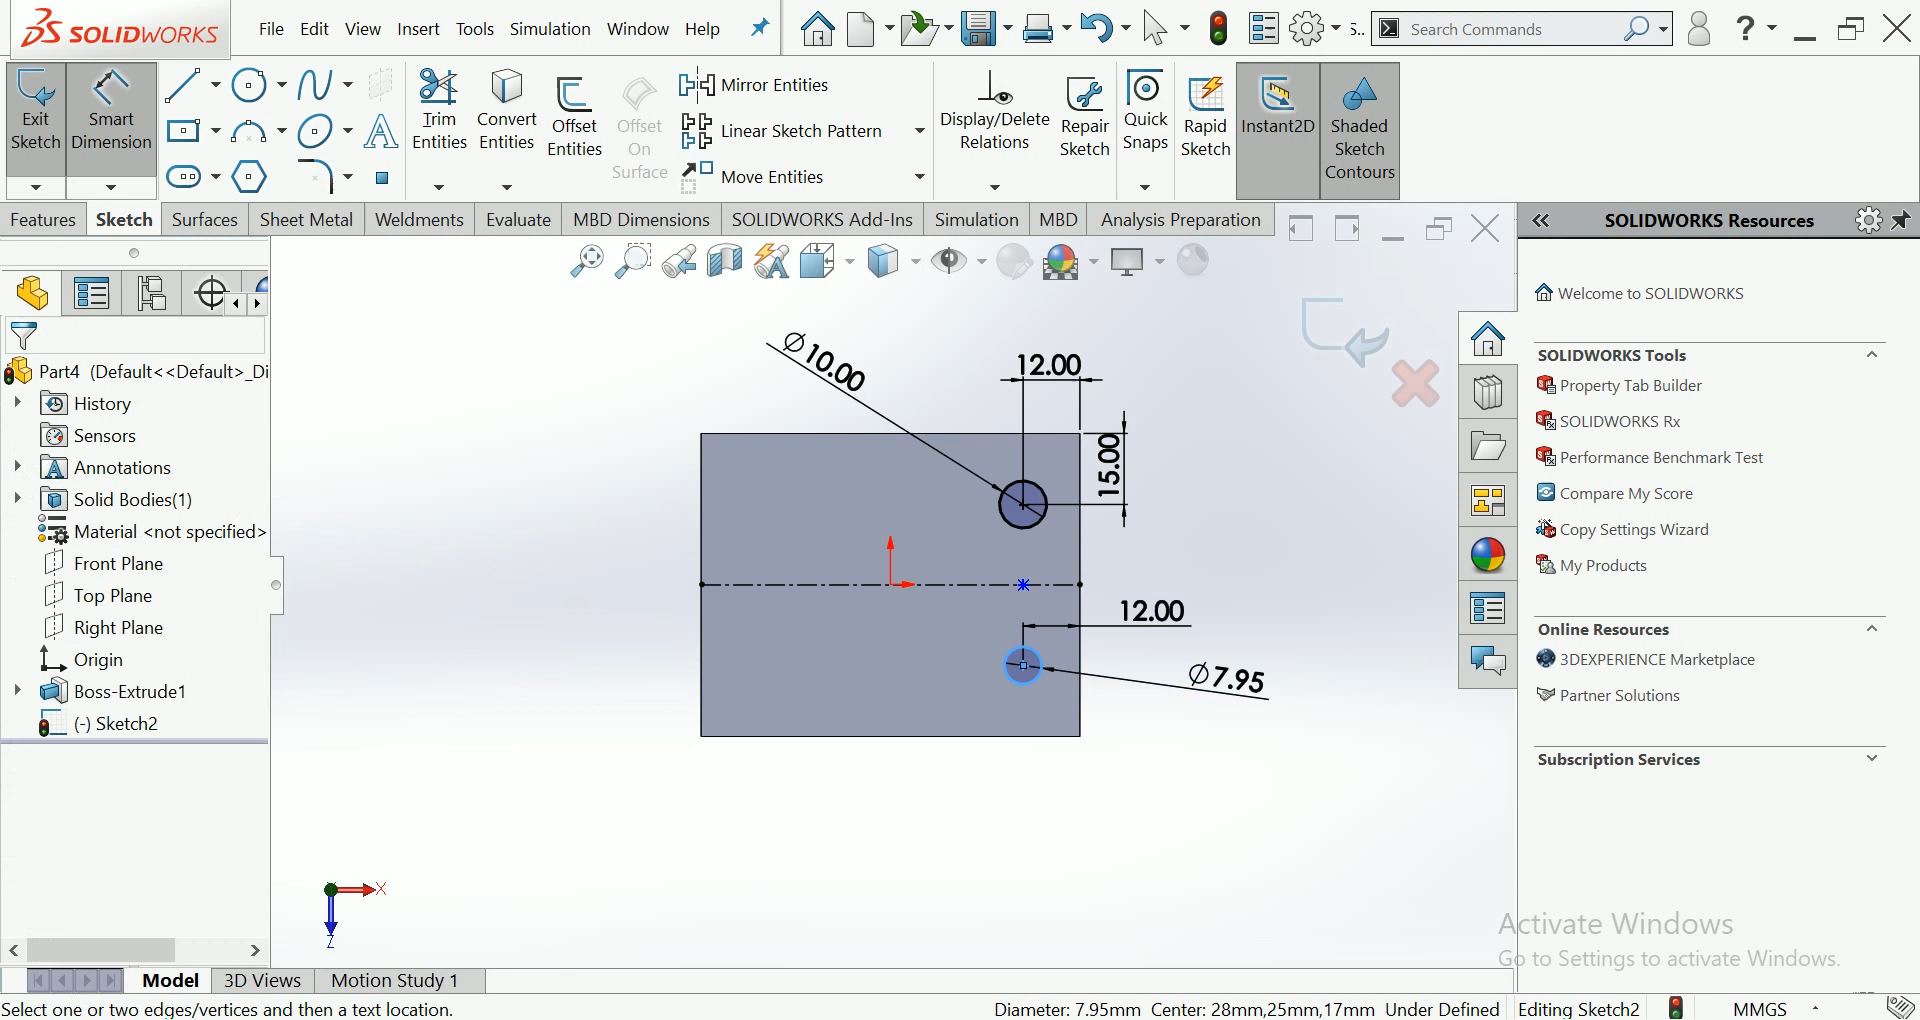 SOLIDWORKS
File Edit View Insert Tools Simulation Window Help
S..
Search Commands
?
Exit Sketch
Smart Dimension
Trim Entities
Convert Entities
Offset Entities
Offset On Surface
Mirror Entities
Linear Sketch Pattern
Move Entities
Display/Delete Relations
Repair Sketch
Quick Snaps
Rapid Sketch
Instant2D
Shaded Sketch Contours
Features Sketch Surfaces Sheet Metal Weldments Evaluate MBD Dimensions SOLIDWORKS Add-Ins Simulation MBD Analysis Preparation
SOLIDWORKS Resources
Part4 (Default<<Default>_Di
History
Sensors
Annotations
Solid Bodies(1)
Material <not specified>
Front Plane
Top Plane
Right Plane
Origin
Boss-Extrude1
(-) Sketch2
∅10.00
12.00
15.00
12.00
∅7.95
X
Z
Welcome to SOLIDWORKS
SOLIDWORKS Tools
Property Tab Builder
SOLIDWORKS Rx
Performance Benchmark Test
Compare My Score
Copy Settings Wizard
My Products
Online Resources
3DEXPERIENCE Marketplace
Partner Solutions
Subscription Services
Activate Windows
Go to Settings to activate Windows.
Model 3D Views Motion Study 1
Select one or two edges/vertices and then a text location.
Diameter: 7.95mm Center: 28mm,25mm,17mm Under Defined Editing Sketch2 MMGS